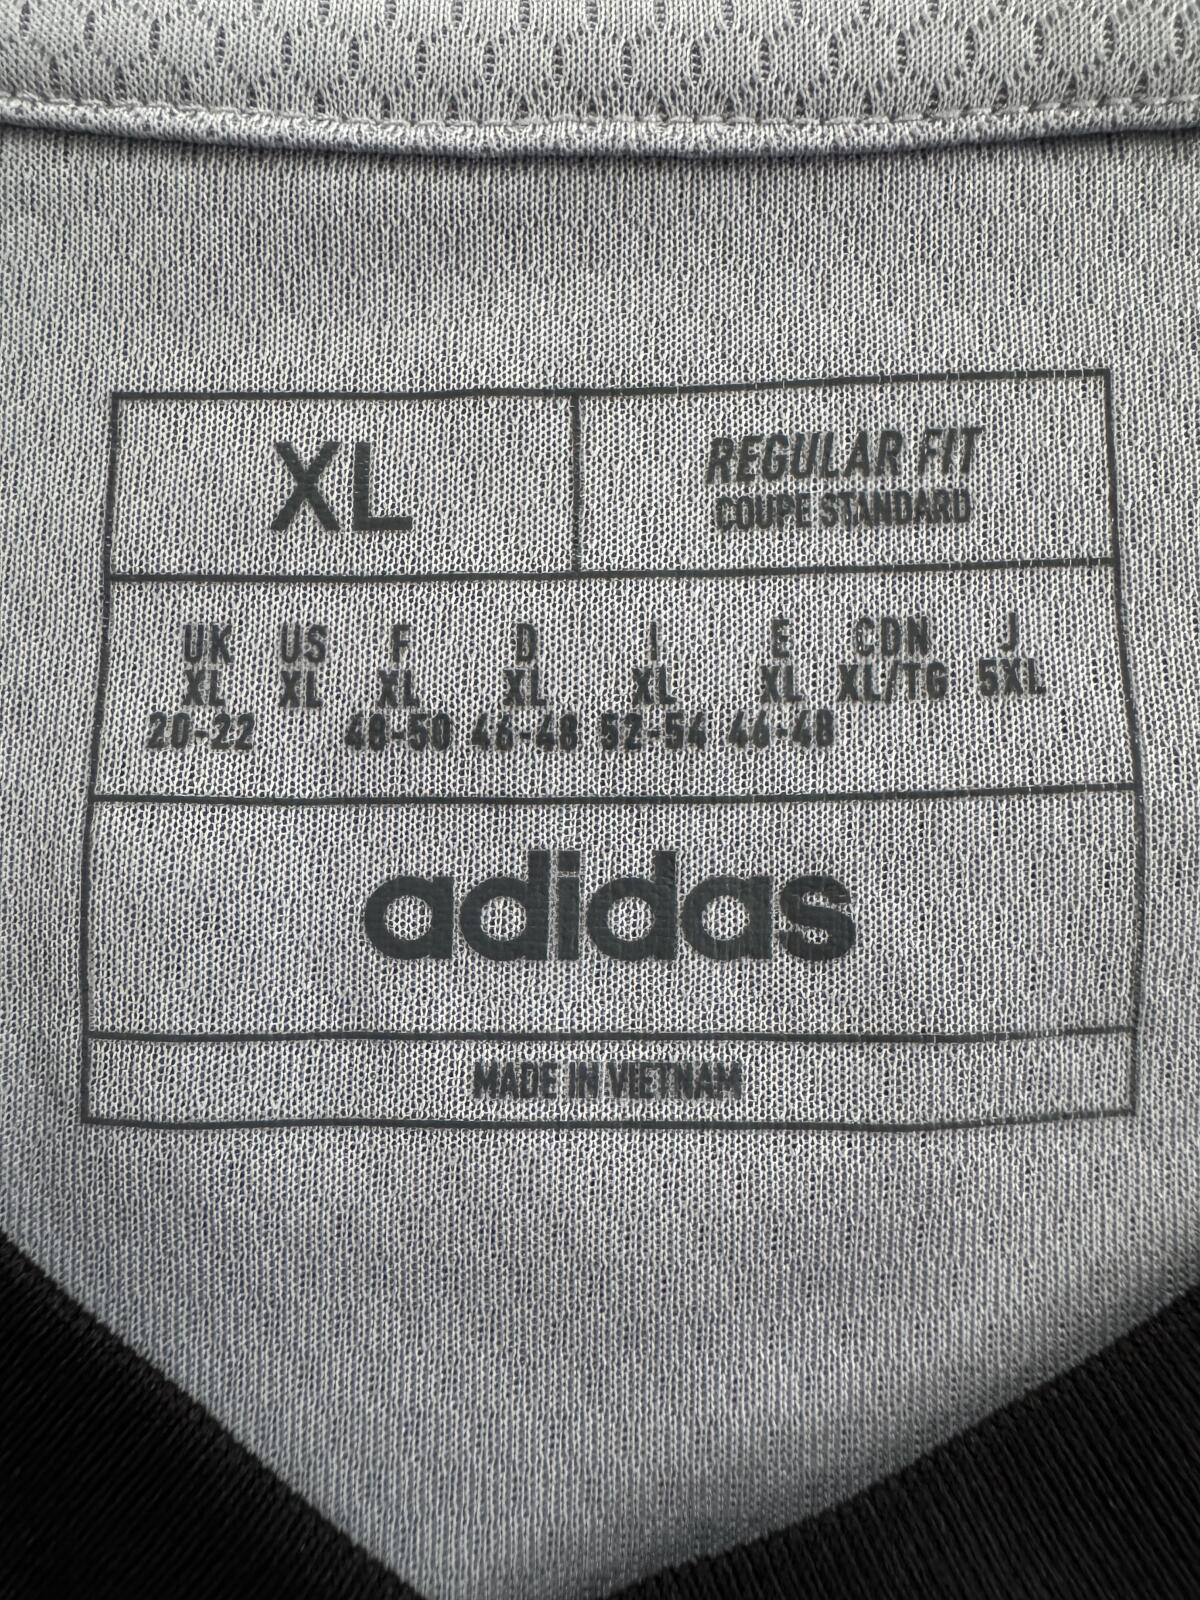 XL
REGULAR FIT
COUPE STANDARD
UK US F D I E CDN J
XL XL XL XL XL XL XL/TG 5XL
20-22 48-50 46-48 52-54 46-48
adidas
MADE IN VIETNAM